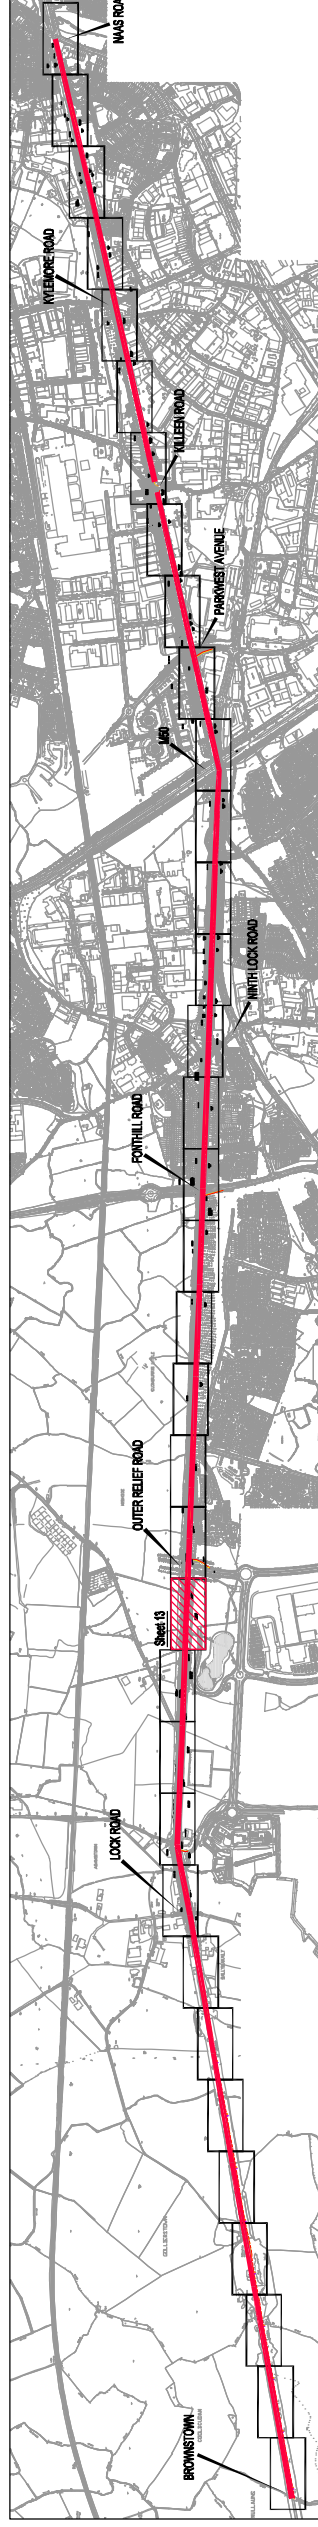 NAAS ROA
KYLEMORE ROAD
KILLEEN ROAD
PARKWEST AVENUE
M50
NINTH LOCK ROAD
FONTHILL ROAD
OUTER RELIEF ROAD
Sheet 13
LOCK ROAD
BROWNSTOWN